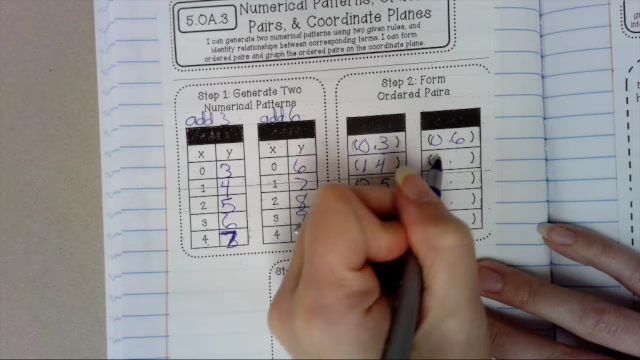 5.OA.3
Numerical Patterns,
Pairs, & Coordinate Planes
I can generate two numerical patterns using two given rules, and
identify relationships between corresponding terms. I can form
ordered pairs and graph the ordered pairs on the coordinate plane.
Step 1: Generate Two
Numerical Patterns
add 3
add 6
x y
0 3
1 4
2 5
3 6
4 7
x y
0 6
1 7
2 8
3
4
Step 2: Form
Ordered Pairs
(0,3)
(1,4)
(0,6)